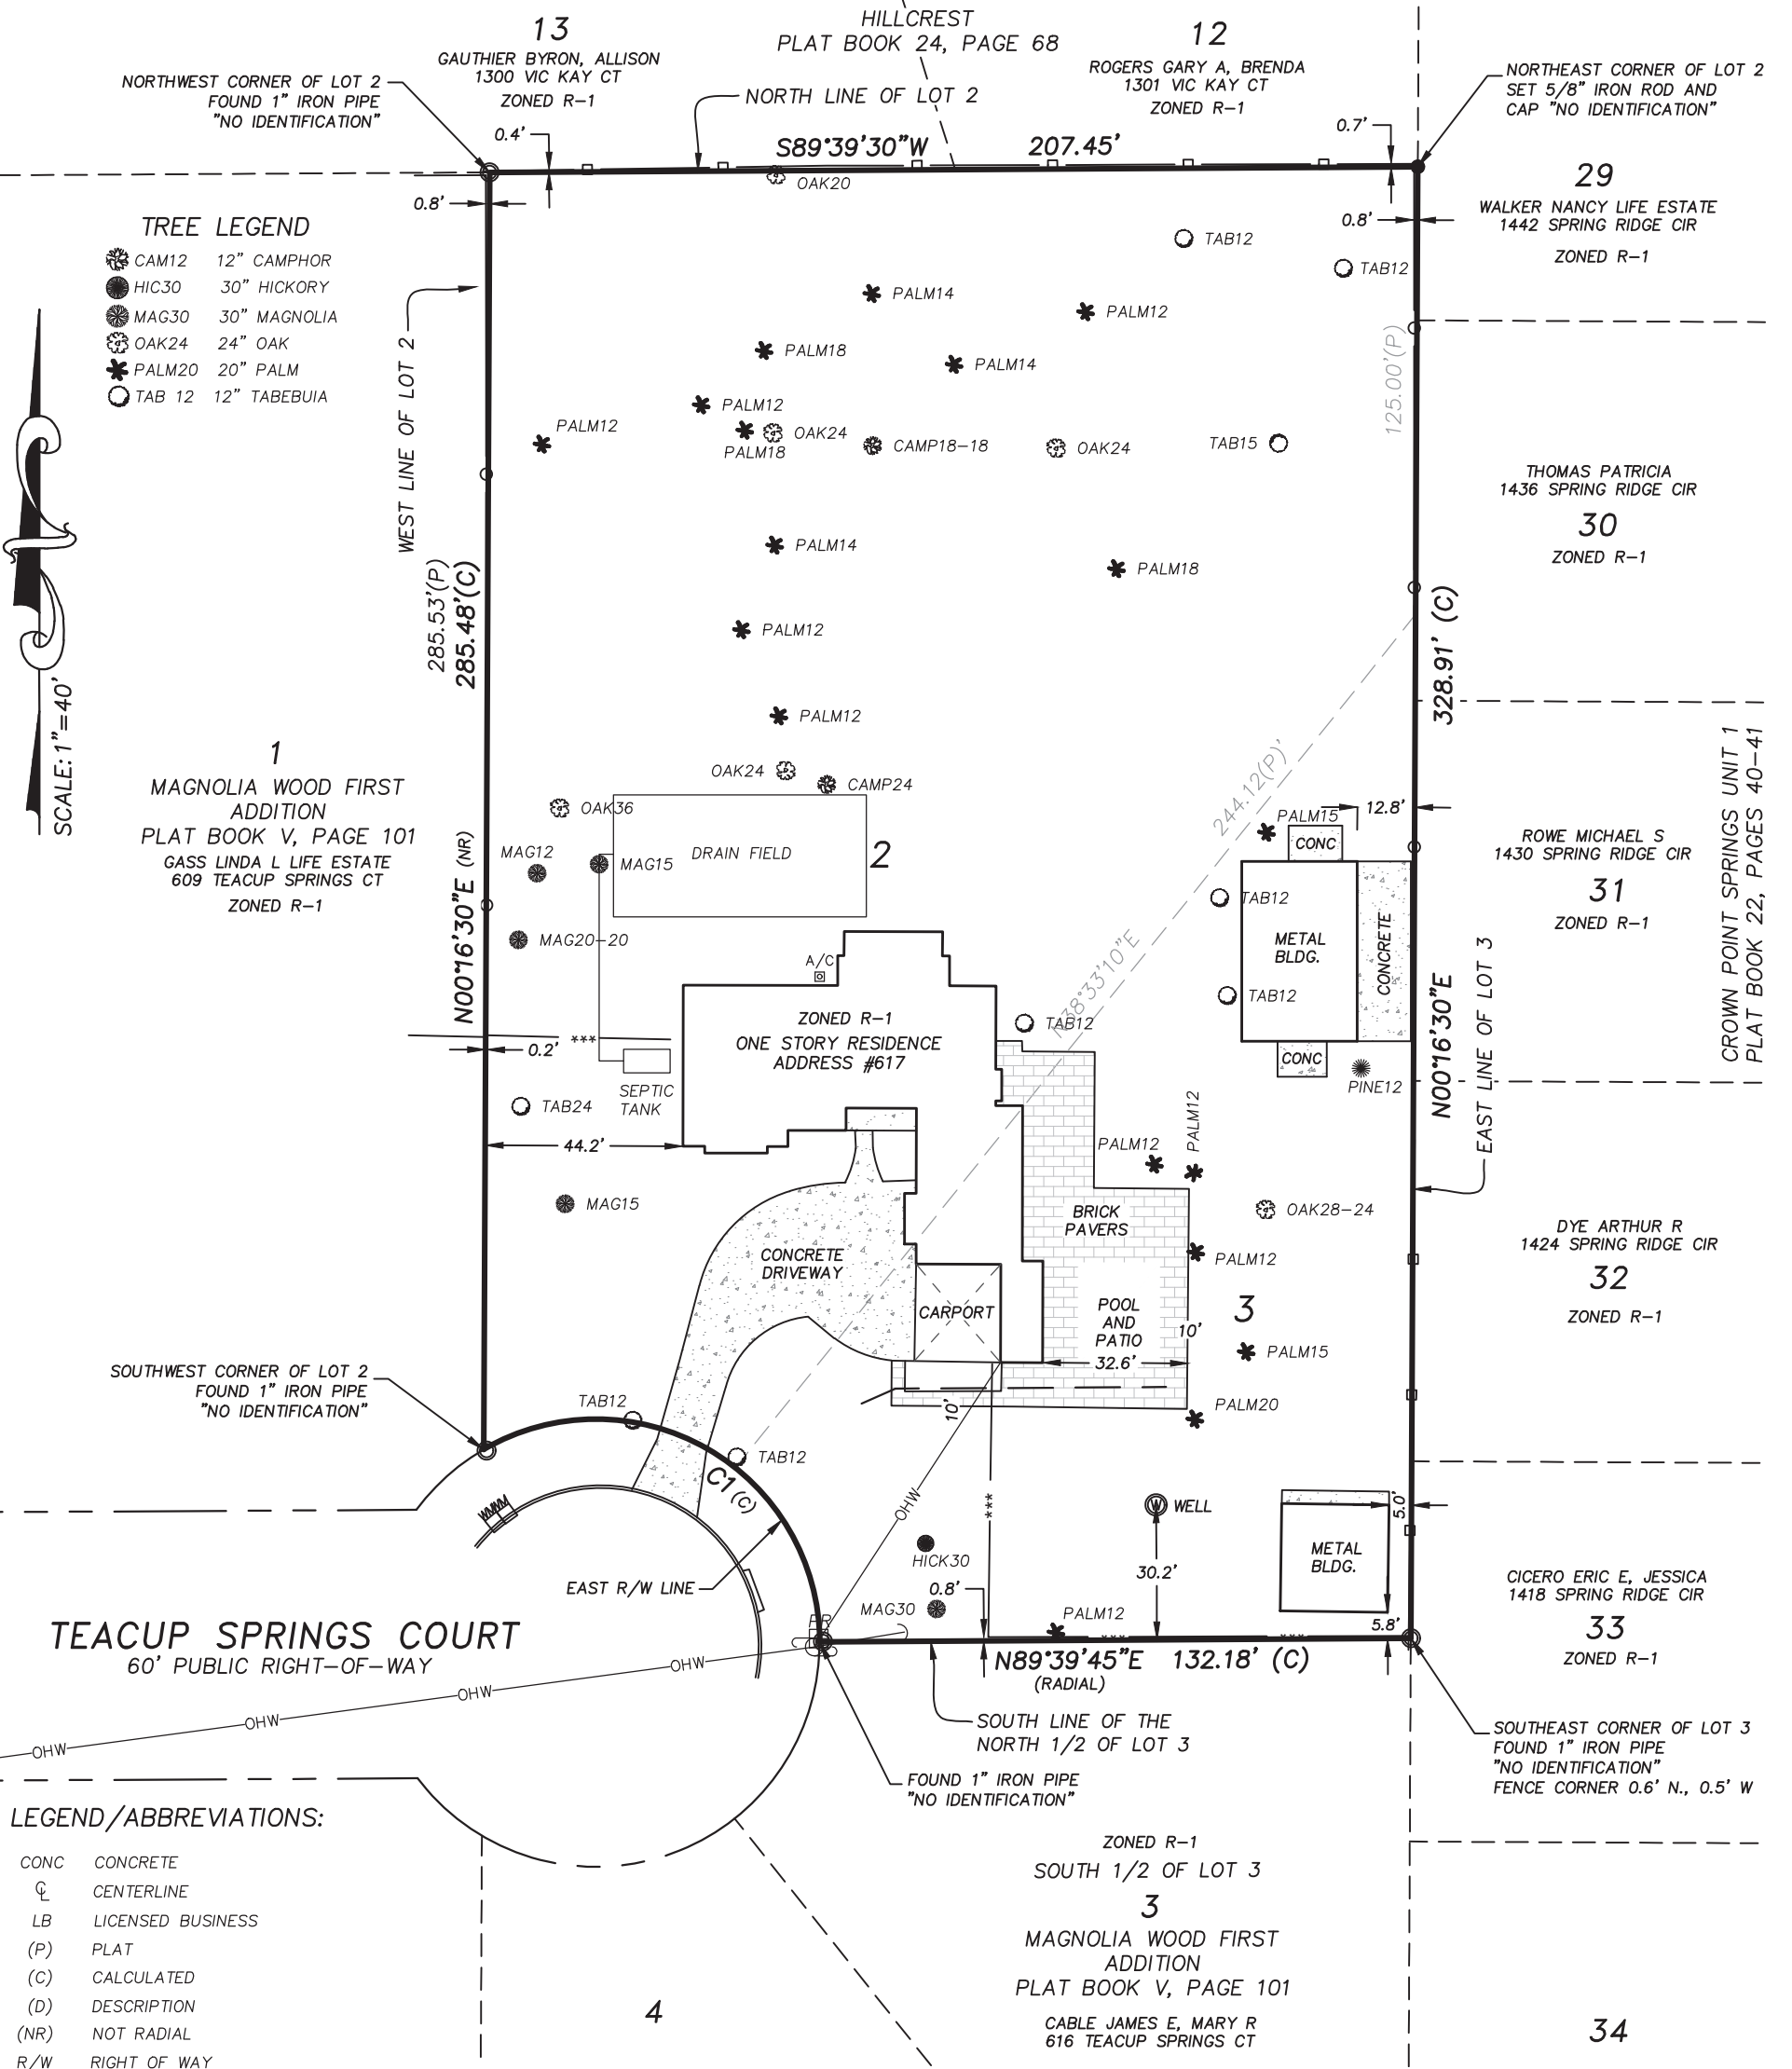 13
GAUTHIER BYRON, ALLISON
1300 VIC KAY CT
ZONED R-1
HILLCREST
PLAT BOOK 24, PAGE 68
12
ROGERS GARY A, BRENDA
1301 VIC KAY CT
ZONED R-1
NORTHWEST CORNER OF LOT 2
FOUND 1" IRON PIPE
"NO IDENTIFICATION"
NORTH LINE OF LOT 2
NORTHEAST CORNER OF LOT 2
SET 5/8" IRON ROD AND
CAP "NO IDENTIFICATION"
0.4'
S89°39'30"W 207.45'
0.7'
0.8'
0.8'
OAK20
TREE LEGEND
CAM12 12" CAMPHOR
HIC30 30" HICKORY
MAG30 30" MAGNOLIA
OAK24 24" OAK
PALM20 20" PALM
TAB 12 12" TABEBUIA
SCALE: 1"=40'
WEST LINE OF LOT 2
285.53'(P)
285.48'(C)
N00°16'30"E (NR)
TAB12
TAB12
PALM14
PALM12
PALM18
PALM14
PALM12
PALM12
PALM18
OAK24
CAMP18-18
OAK24
TAB15
PALM14
PALM18
PALM12
PALM12
OAK24
CAMP24
OAK36
MAG12
MAG15
MAG20-20
DRAIN FIELD
2
125.00'(P)
244.12(P)'
N38°33'10"E
328.91' (C)
N00°16'30"E
EAST LINE OF LOT 3
29
WALKER NANCY LIFE ESTATE
1442 SPRING RIDGE CIR
ZONED R-1
THOMAS PATRICIA
1436 SPRING RIDGE CIR
30
ZONED R-1
ROWE MICHAEL S
1430 SPRING RIDGE CIR
31
ZONED R-1
CROWN POINT SPRINGS UNIT 1
PLAT BOOK 22, PAGES 40-41
DYE ARTHUR R
1424 SPRING RIDGE CIR
32
ZONED R-1
CICERO ERIC E, JESSICA
1418 SPRING RIDGE CIR
33
ZONED R-1
1
MAGNOLIA WOOD FIRST
ADDITION
PLAT BOOK V, PAGE 101
GASS LINDA L LIFE ESTATE
609 TEACUP SPRINGS CT
ZONED R-1
PALM15
12.8'
CONC
TAB12
METAL
BLDG.
CONCRETE
TAB12
CONC
PINE12
A/C
ZONED R-1
ONE STORY RESIDENCE
ADDRESS #617
TAB12
***
0.2'
SEPTIC
TANK
TAB24
44.2'
MAG15
PALM12
PALM12
BRICK
PAVERS
OAK28-24
PALM12
CONCRETE
DRIVEWAY
CARPORT
POOL
AND
PATIO
3
10'
32.6'
PALM15
PALM20
10'
SOUTHWEST CORNER OF LOT 2
FOUND 1" IRON PIPE
"NO IDENTIFICATION"
TAB12
TAB12
C1 (C)
EAST R/W LINE
OHW
***
W WELL
30.2'
5.0'
METAL
BLDG.
5.8'
HICK30
0.8'
MAG30
PALM12
*** ***
TEACUP SPRINGS COURT
60' PUBLIC RIGHT-OF-WAY
OHW
OHW
OHW
OHW
N89°39'45"E 132.18' (C)
(RADIAL)
SOUTH LINE OF THE
NORTH 1/2 OF LOT 3
FOUND 1" IRON PIPE
"NO IDENTIFICATION"
SOUTHEAST CORNER OF LOT 3
FOUND 1" IRON PIPE
"NO IDENTIFICATION"
FENCE CORNER 0.6' N., 0.5' W
LEGEND/ABBREVIATIONS:
CONC CONCRETE
℄ CENTERLINE
LB LICENSED BUSINESS
(P) PLAT
(C) CALCULATED
(D) DESCRIPTION
(NR) NOT RADIAL
R/W RIGHT OF WAY
4
ZONED R-1
SOUTH 1/2 OF LOT 3
3
MAGNOLIA WOOD FIRST
ADDITION
PLAT BOOK V, PAGE 101
CABLE JAMES E, MARY R
616 TEACUP SPRINGS CT
34